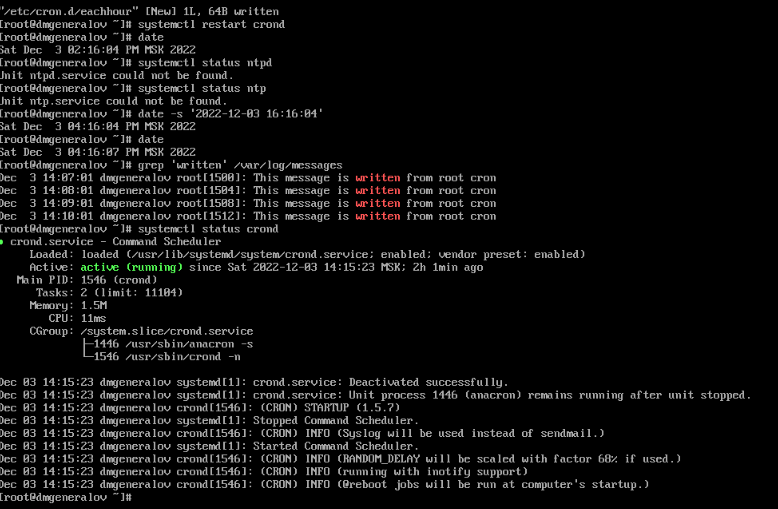 "/etc/cron.d/eachhour" [New] 1L, 64B written
[root@dmgeneralov ~]# systemctl restart crond
[root@dmgeneralov ~]# date
Sat Dec  3 02:16:04 PM MSK 2022
[root@dmgeneralov ~]# systemctl status ntpd
Unit ntpd.service could not be found.
[root@dmgeneralov ~]# systemctl status ntp
Unit ntp.service could not be found.
[root@dmgeneralov ~]# date -s '2022-12-03 16:16:04'
Sat Dec  3 04:16:04 PM MSK 2022
[root@dmgeneralov ~]# date
Sat Dec  3 04:16:07 PM MSK 2022
[root@dmgeneralov ~]# grep 'written' /var/log/messages
Dec  3 14:07:01 dmgeneralov root[1500]: This message is written from root cron
Dec  3 14:08:01 dmgeneralov root[1504]: This message is written from root cron
Dec  3 14:09:01 dmgeneralov root[1508]: This message is written from root cron
Dec  3 14:10:01 dmgeneralov root[1512]: This message is written from root cron
[root@dmgeneralov ~]# systemctl status crond
● crond.service - Command Scheduler
     Loaded: loaded (/usr/lib/systemd/system/crond.service; enabled; vendor preset: enabled)
     Active: active (running) since Sat 2022-12-03 14:15:23 MSK; 2h 1min ago
   Main PID: 1546 (crond)
      Tasks: 2 (limit: 11104)
     Memory: 1.5M
        CPU: 11ms
     CGroup: /system.slice/crond.service
             ├─1446 /usr/sbin/anacron -s
             └─1546 /usr/sbin/crond -n

Dec 03 14:15:23 dmgeneralov systemd[1]: crond.service: Deactivated successfully.
Dec 03 14:15:23 dmgeneralov systemd[1]: crond.service: Unit process 1446 (anacron) remains running after unit stopped.
Dec 03 14:15:23 dmgeneralov crond[1546]: (CRON) STARTUP (1.5.7)
Dec 03 14:15:23 dmgeneralov systemd[1]: Stopped Command Scheduler.
Dec 03 14:15:23 dmgeneralov crond[1546]: (CRON) INFO (Syslog will be used instead of sendmail.)
Dec 03 14:15:23 dmgeneralov systemd[1]: Started Command Scheduler.
Dec 03 14:15:23 dmgeneralov crond[1546]: (CRON) INFO (RANDOM_DELAY will be scaled with factor 68% if used.)
Dec 03 14:15:23 dmgeneralov crond[1546]: (CRON) INFO (running with inotify support)
Dec 03 14:15:23 dmgeneralov crond[1546]: (CRON) INFO (@reboot jobs will be run at computer's startup.)
[root@dmgeneralov ~]#